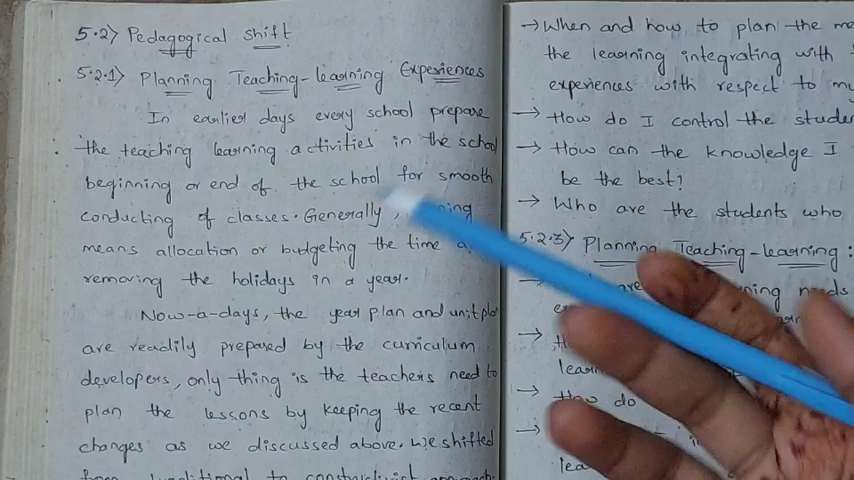 5.2) Pedagogical shift
5.2.1) Planning Teaching-learning Experiences
In earlier days every school prepare
the teaching learning activities in the school
beginning or end of the school for smooth
conducting of classes. Generally,
means allocation or budgeting the time
removing the holidays in a year.
Now-a-days, the year plan and unit plan
are readily prepared by the curriculum
developers, only thing is the teachers need to
plan the lessons by keeping the recent
changes as we discussed above. We shifted
→ When and how to plan the
the learning integrating with
experiences with respect to my
→ How do I control the
→ How can the knowledge I
be the best?
→ Who are the students who
5.2.3) Planning Teaching-learning:
→ needs
→
→ How do
→